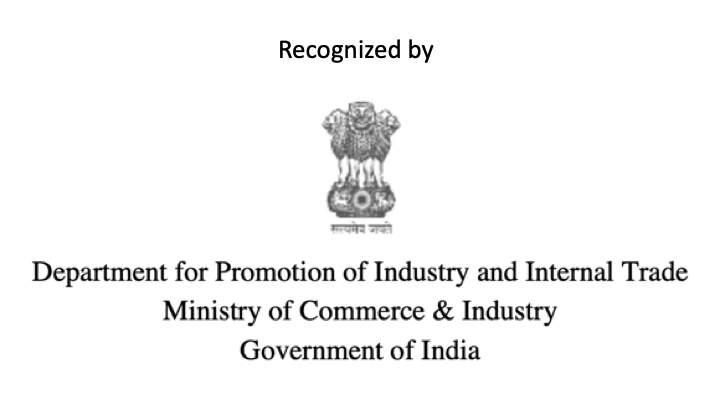 Recognized by
सत्यमेव जयते
Department for Promotion of Industry and Internal Trade
Ministry of Commerce & Industry
Government of India